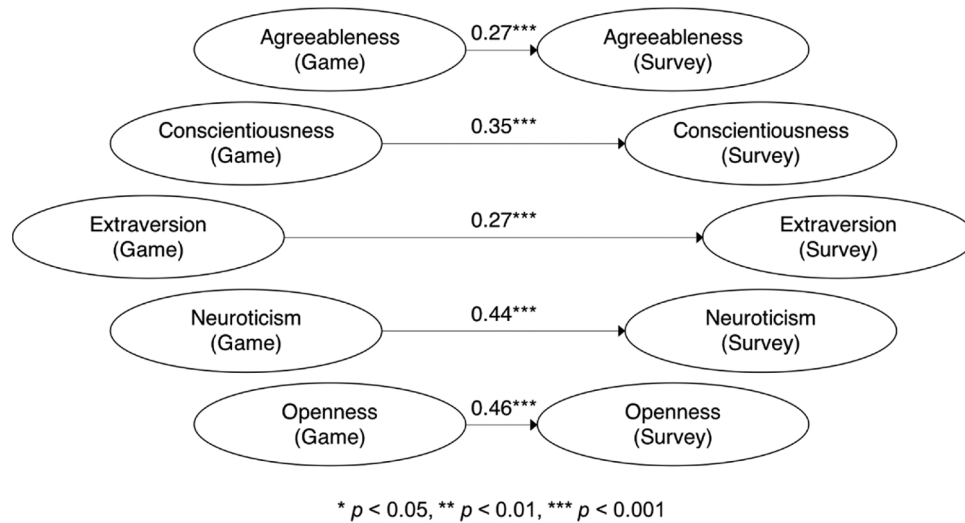 Agreeableness
(Game)
0.27***
Agreeableness
(Survey)
Conscientiousness
(Game)
0.35***
Conscientiousness
(Survey)
Extraversion
(Game)
0.27***
Extraversion
(Survey)
Neuroticism
(Game)
0.44***
Neuroticism
(Survey)
Openness
(Game)
0.46***
Openness
(Survey)
* p < 0.05, ** p < 0.01, *** p < 0.001